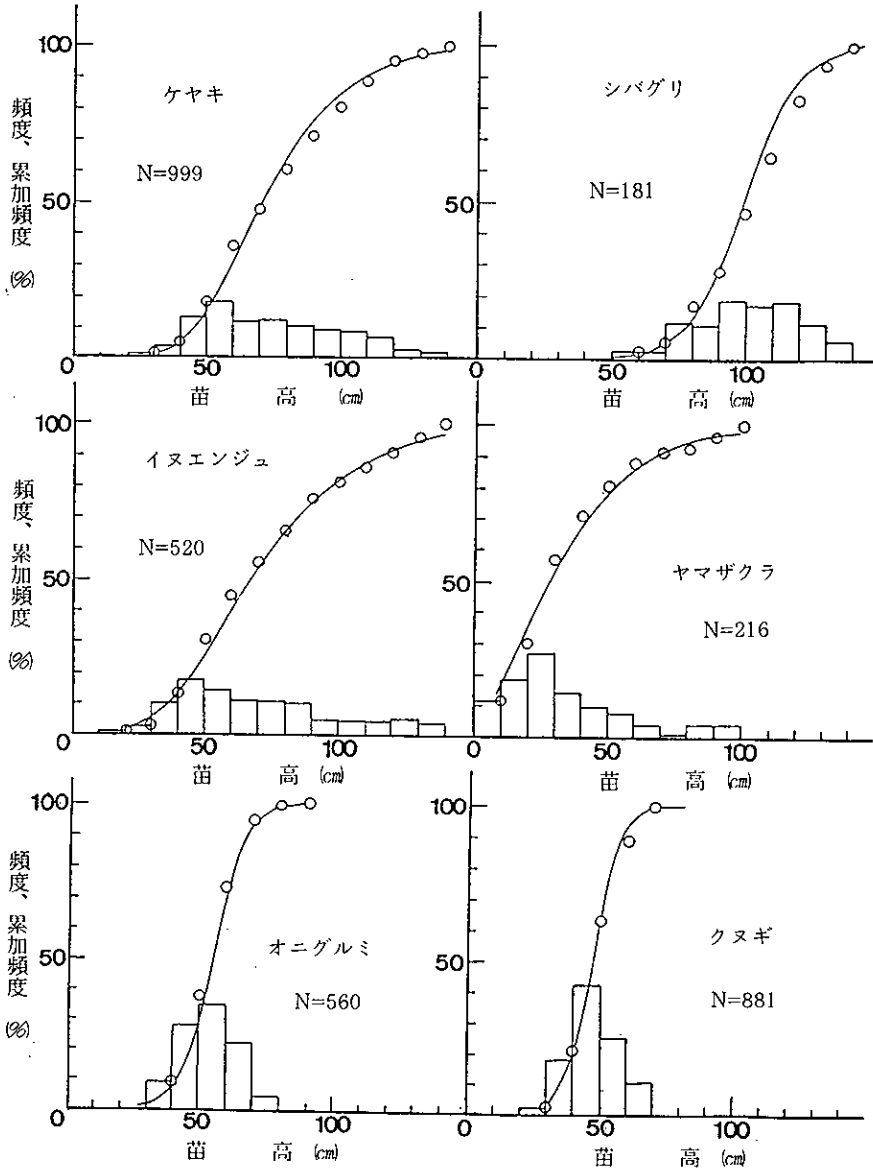 頻度、累加頻度 (%)
100
50
0
ケヤキ
N=999
50
100
苗 高 (cm)
50
0
シバグリ
N=181
50
100
苗 高 (cm)
頻度、累加頻度 (%)
100
50
0
イヌエンジュ
N=520
50
100
苗 高 (cm)
50
0
ヤマザクラ
N=216
50
100
苗 高 (cm)
頻度、累加頻度 (%)
100
50
0
オニグルミ
N=560
50
100
苗 高 (cm)
100
50
0
クヌギ
N=881
50
100
苗 高 (cm)